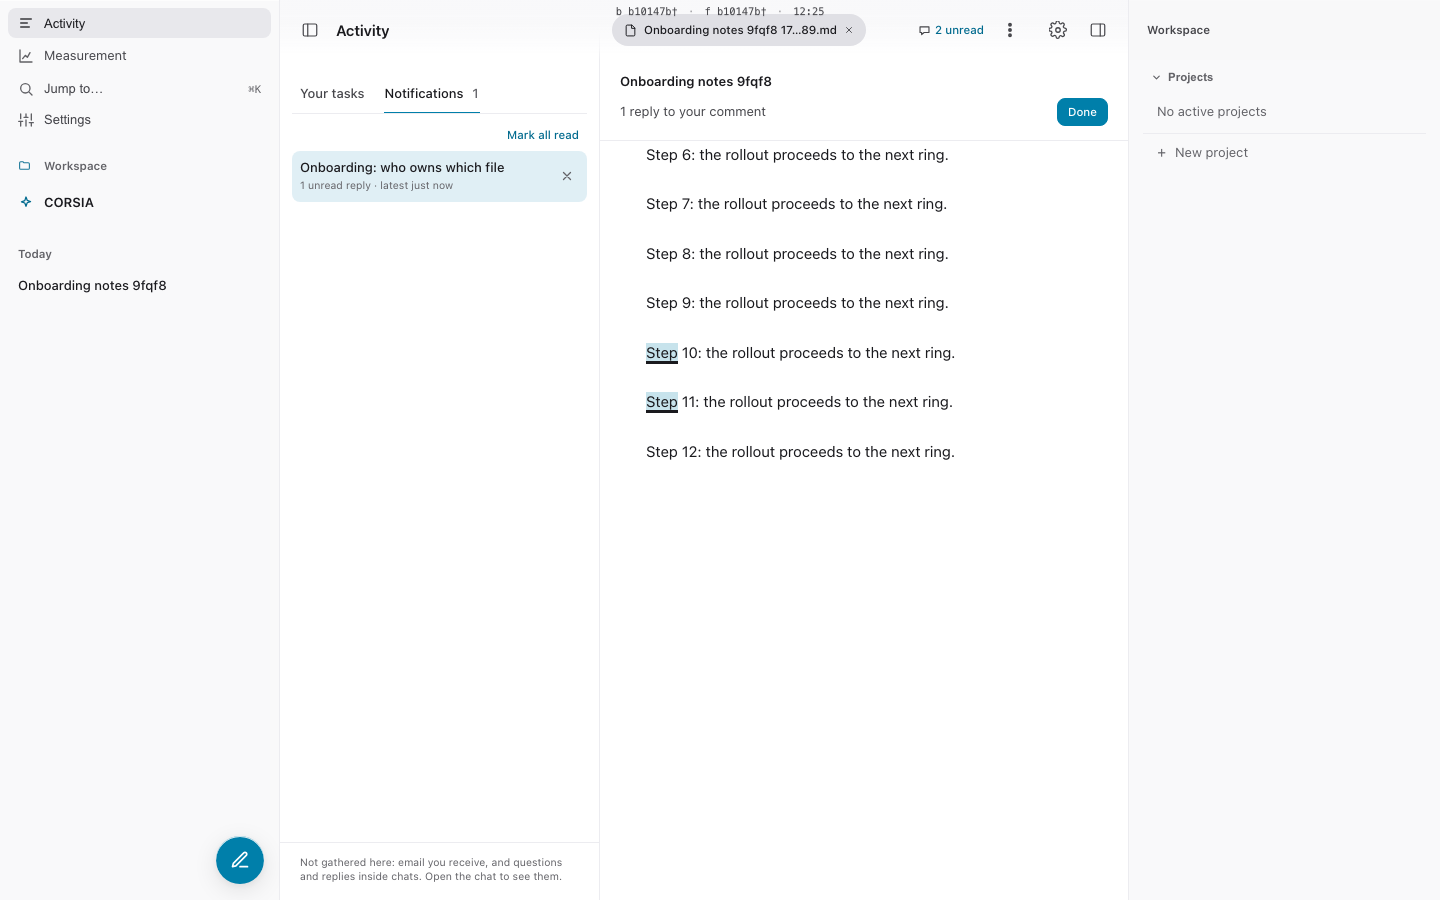 Activity
Measurement
Jump to…
⌘K
Settings
Workspace
CORSIA
Today
Onboarding notes 9fqf8
Activity
Your tasks
Notifications 1
Mark all read
Onboarding: who owns which file
1 unread reply · latest just now
Not gathered here: email you receive, and questions
and replies inside chats. Open the chat to see them.
b b10147b† · f b10147b† · 12:25
Onboarding notes 9fqf8 17...89.md
2 unread
Onboarding notes 9fqf8
1 reply to your comment
Done
Step 6: the rollout proceeds to the next ring.
Step 7: the rollout proceeds to the next ring.
Step 8: the rollout proceeds to the next ring.
Step 9: the rollout proceeds to the next ring.
Step 10: the rollout proceeds to the next ring.
Step 11: the rollout proceeds to the next ring.
Step 12: the rollout proceeds to the next ring.
Workspace
Projects
No active projects
+ New project